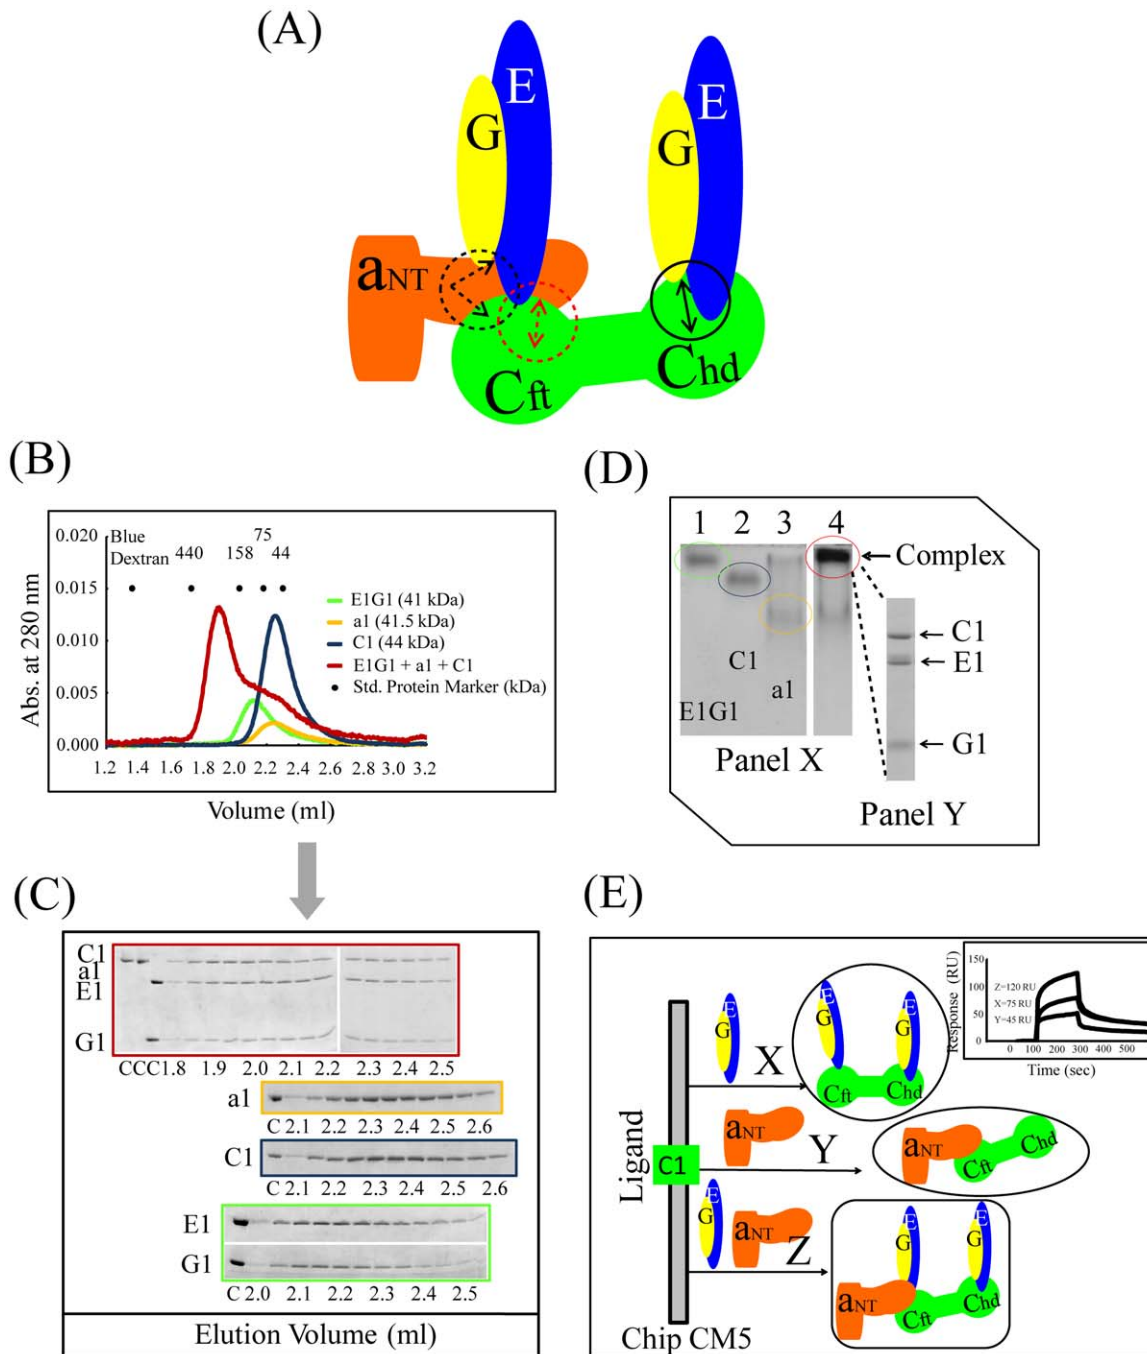 (A)
E
G
E
G
aNT
Cft
Chd
(B)
Blue
Dextran
440
158
75
44
0.020
0.015
0.010
0.005
0.000
Abs. at 280 nm
E1G1 (41 kDa)
a1 (41.5 kDa)
C1 (44 kDa)
E1G1 + a1 + C1
Std. Protein Marker (kDa)
1.2 1.4 1.6 1.8 2.0 2.2 2.4 2.6 2.8 3.0 3.2
Volume (ml)
(D)
1 2 3 4
Complex
C1
E1
G1
E1G1
C1
a1
Panel X
Panel Y
(C)
C1
a1
E1
G1
CCC1.8 1.9 2.0 2.1 2.2 2.3 2.4 2.5
a1
C 2.1 2.2 2.3 2.4 2.5 2.6
C1
C 2.1 2.2 2.3 2.4 2.5 2.6
E1
G1
C 2.0 2.1 2.2 2.3 2.4 2.5
Elution Volume (ml)
(E)
Ligand
C1
Chip CM5
E
G
X
G
E
G
Cft
Chd
aNT
Y
aNT
Cft
Chd
E
G
aNT
Z
E
G
E
G
aNT
Cft
Chd
Response (RU)
150
100
50
0
Z=120 RU
X=75 RU
Y=45 RU
0 100 200 300 400 500
Time (sec)